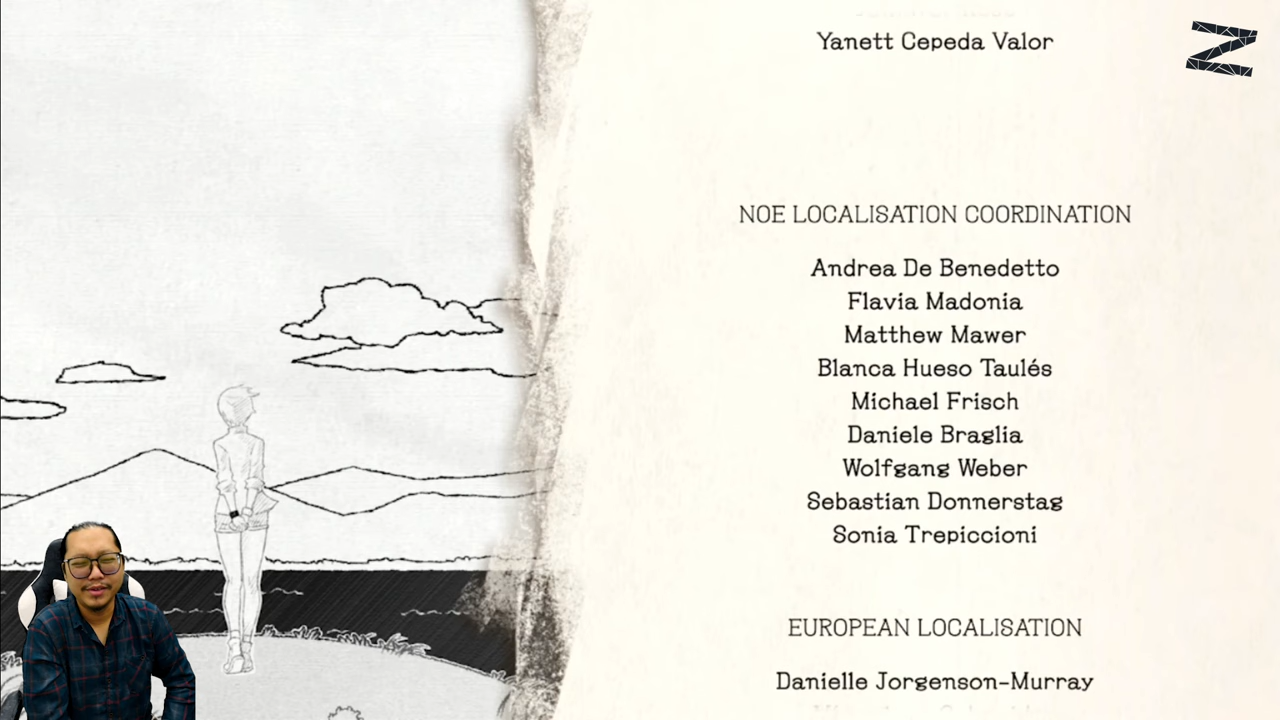 Yanett Cepeda Valor
NOE LOCALISATION COORDINATION
Andrea De Benedetto
Flavia Madonia
Matthew Mawer
Blanca Hueso Taulés
Michael Frisch
Daniele Braglia
Wolfgang Weber
Sebastian Donnerstag
Sonia Trepiccioni
EUROPEAN LOCALISATION
Danielle Jorgenson-Murray
Z